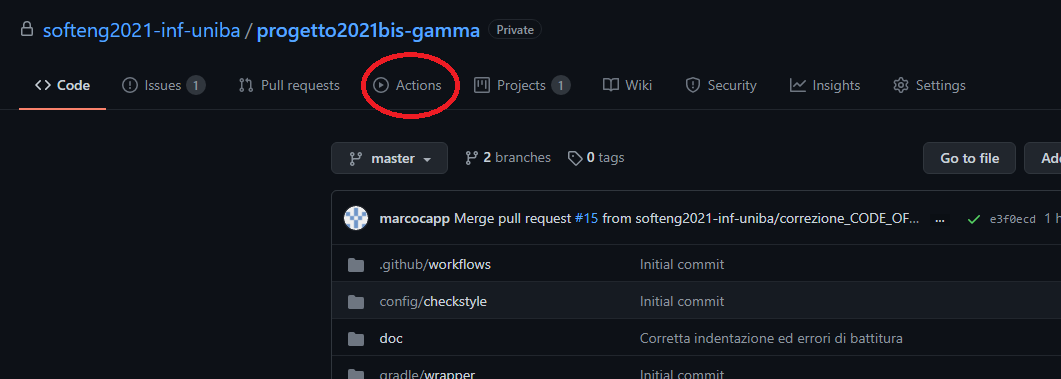 softeng2021-inf-uniba / progetto2021bis-gamma Private
Code Issues 1 Pull requests Actions Projects 1 Wiki Security Insights Settings
master 2 branches 0 tags Go to file
marcocapp Merge pull request #15 from softeng2021-inf-uniba/correzione_CODE_OF... ... e3f0ecd 1
.github/workflows Initial commit
config/checkstyle Initial commit
doc Corretta indentazione ed errori di battitura
gradle/wrapper Initial commit